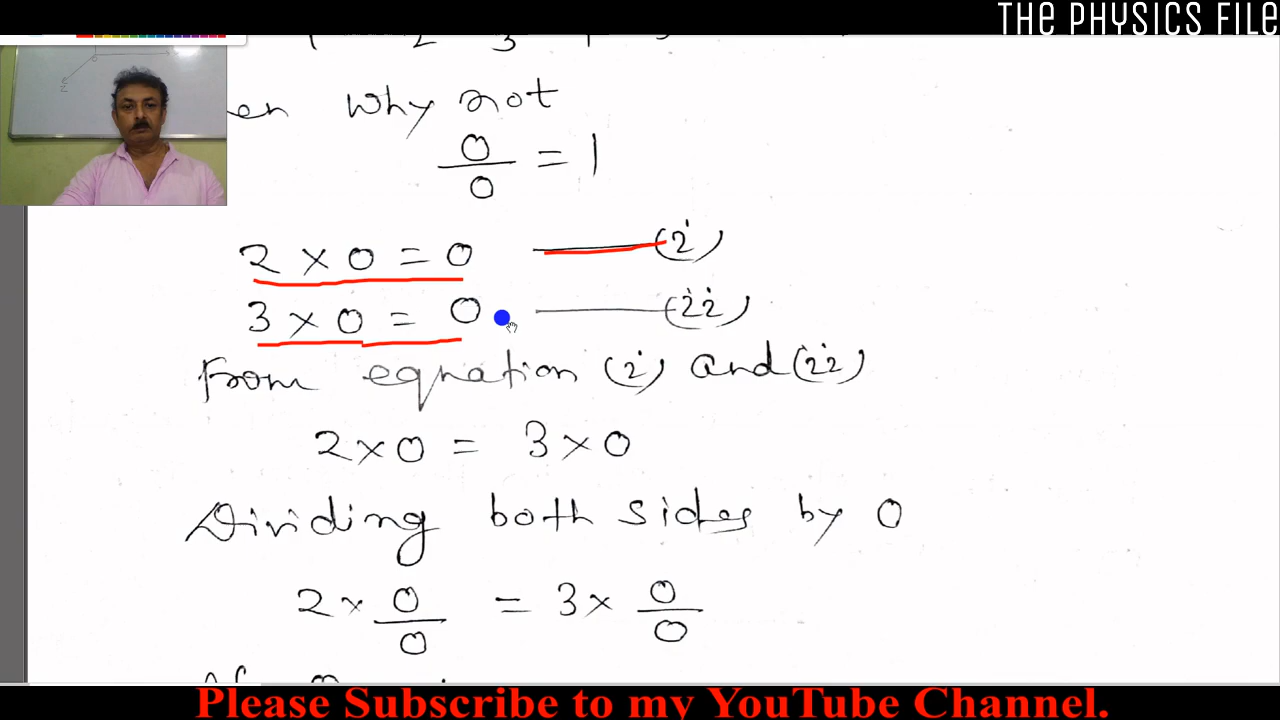 THE PHYSICS FILE
Why not
0/0 = 1
2 × 0 = 0 (i)
3 × 0 = 0 (ii)
From equation (i) and (ii)
2 × 0 = 3 × 0
Dividing both sides by 0
2 × 0/0 = 3 × 0/0
Please Subscribe to my YouTube Channel.